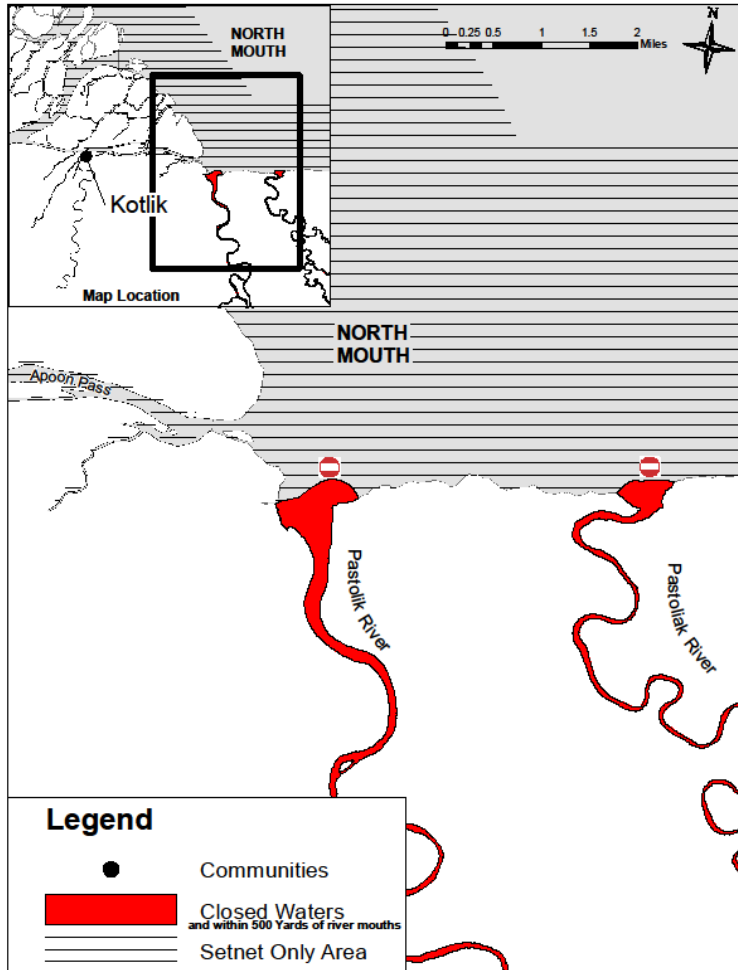 NORTH
MOUTH
Kotlik
Map Location
0 0.25 0.5 1 1.5 2
Miles
N
NORTH
MOUTH
Apoon Pass
Pastolik River
Pastoliak River
Legend
Communities
Closed Waters
and within 500 Yards of river mouths
Setnet Only Area